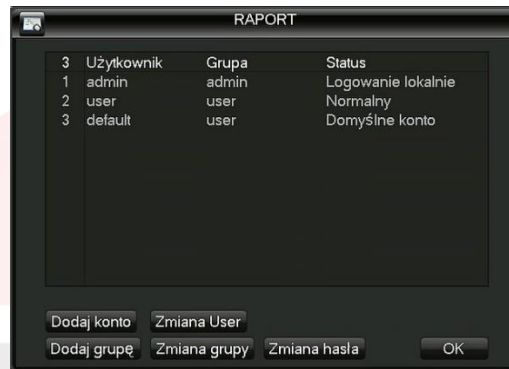 RAPORT
3 Użytkownik Grupa Status
1 admin admin Logowanie lokalnie
2 user user Normalny
3 default user Domyślne konto
Dodaj konto Zmiana User
Dodaj grupę Zmiana grupy Zmiana hasła OK